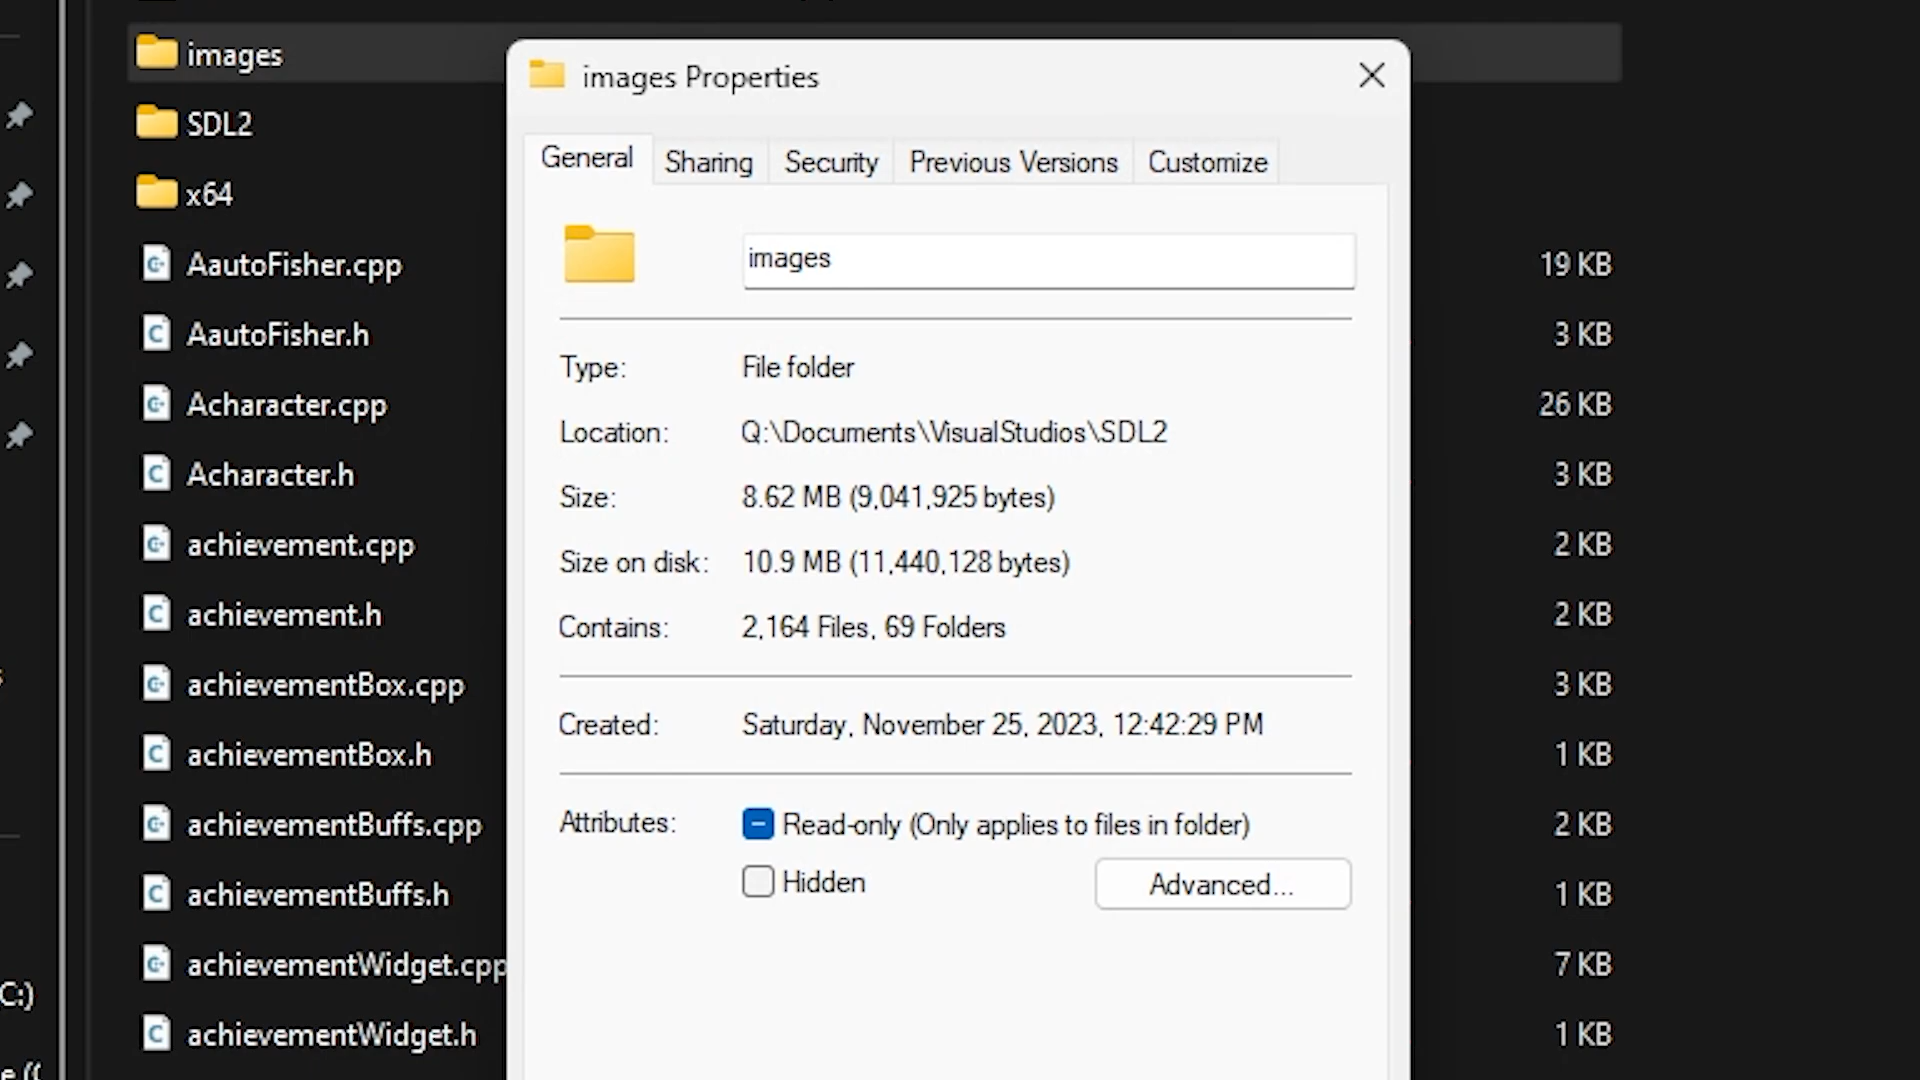 images
SDL2
x64
AautoFisher.cpp 19 KB
AautoFisher.h 3 KB
Acharacter.cpp 26 KB
Acharacter.h 3 KB
achievement.cpp 2 KB
achievement.h 2 KB
achievementBox.cpp 3 KB
achievementBox.h 1 KB
achievementBuffs.cpp 2 KB
achievementBuffs.h 1 KB
achievementWidget.cpp 7 KB
achievementWidget.h 1 KB
C:)
images Properties
General Sharing Security Previous Versions Customize
images
Type: File folder
Location: Q:\Documents\VisualStudios\SDL2
Size: 8.62 MB (9,041,925 bytes)
Size on disk: 10.9 MB (11,440,128 bytes)
Contains: 2,164 Files, 69 Folders
Created: Saturday, November 25, 2023, 12:42:29 PM
Attributes: Read-only (Only applies to files in folder)
Hidden Advanced...